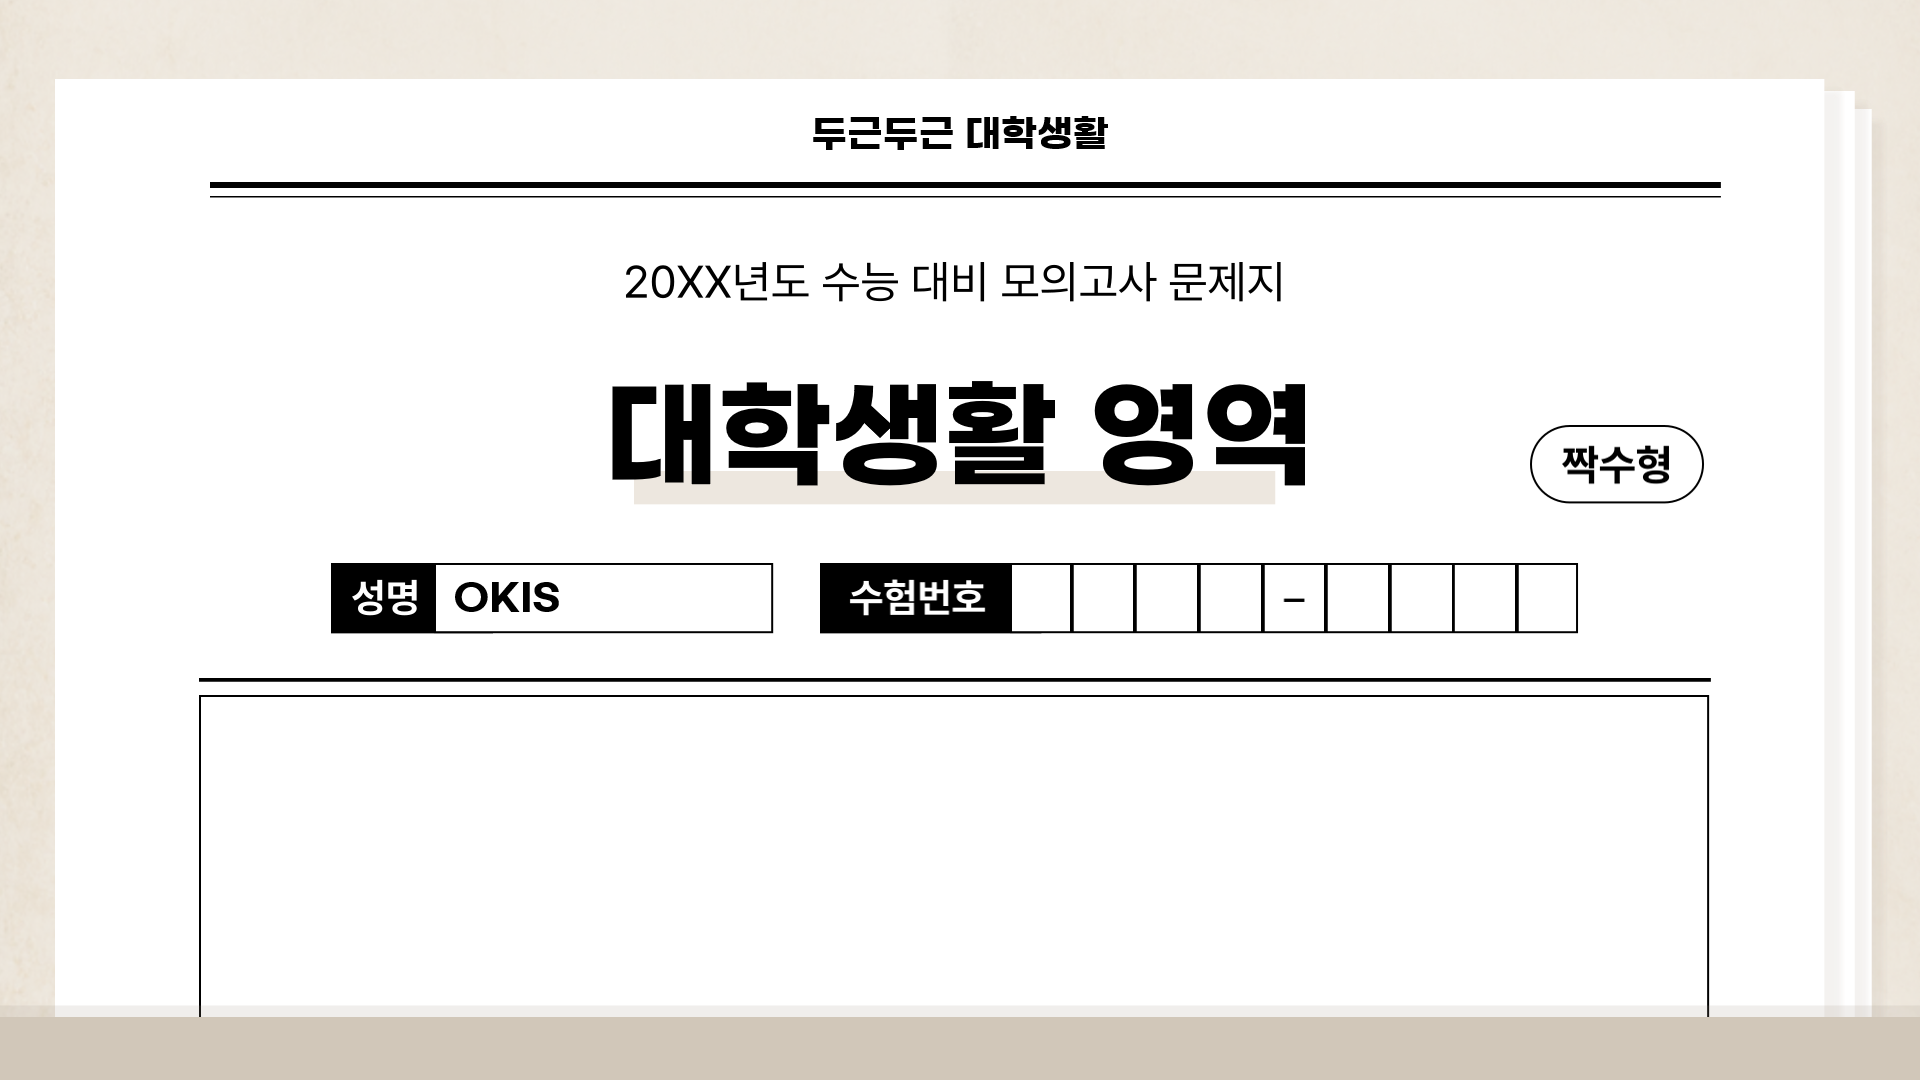 두근두근 대학생활
20XX년도 수능 대비 모의고사 문제지
대학생활 영역
짝수형
성명 OKIS 수험번호 –